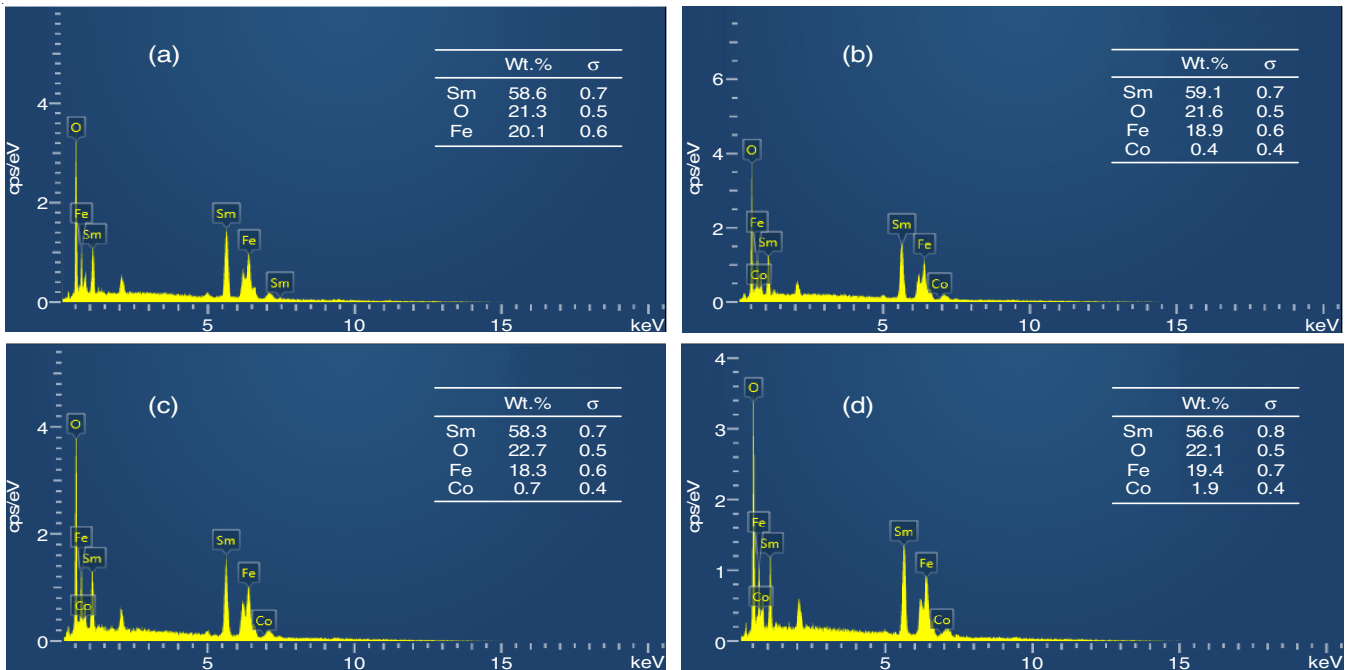 (a)
Wt.% σ
Sm 58.6 0.7
O 21.3 0.5
Fe 20.1 0.6
cps/eV
4
2
0
O
Fe
Sm
Sm
Fe
Sm
5 10 15 keV
(b)
Wt.% σ
Sm 59.1 0.7
O 21.6 0.5
Fe 18.9 0.6
Co 0.4 0.4
cps/eV
6
4
2
0
O
Fe
Sm
Co
Sm
Fe
Co
5 10 15 keV
(c)
Wt.% σ
Sm 58.3 0.7
O 22.7 0.5
Fe 18.3 0.6
Co 0.7 0.4
cps/eV
4
2
0
O
Fe
Sm
Co
Sm
Fe
Co
5 10 15 keV
(d)
Wt.% σ
Sm 56.6 0.8
O 22.1 0.5
Fe 19.4 0.7
Co 1.9 0.4
cps/eV
4
3
2
1
0
O
Fe
Sm
Co
Sm
Fe
Co
5 10 15 keV